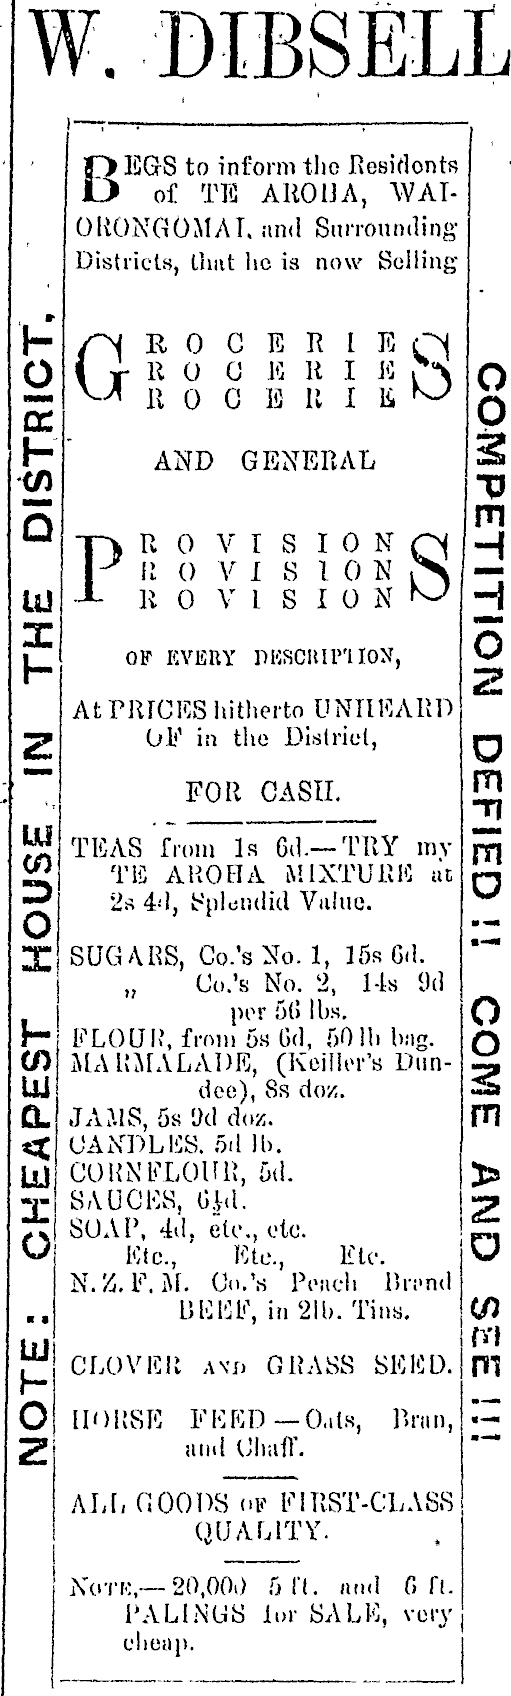 W. DIBSELL
NOTE: CHEAPEST HOUSE IN THE DISTRICT,
BEGS to inform the Residents
of TE AROHA, WAI-
ORONGOMAI, and Surrounding
Districts, that he is now Selling
GROCERIES
GROCERIES
GROCERIES
AND GENERAL
PROVISIONS
PROVISIONS
PROVISIONS
OF EVERY DESCRIPTION,
At PRICES hitherto UNHEARD
OF in the District,
FOR CASH.
TEAS from 1s 6d.—TRY my
TE AROHA MIXTURE at
2s 4d, Splendid Value.
SUGARS, Co.'s No. 1, 15s 6d.
„ Co.'s No. 2, 14s 9d
per 56 lbs.
FLOUR, from 5s 6d, 50 lb bag.
MARMALADE, (Keiller's Dun-
dee), 8s doz.
JAMS, 5s 9d doz.
CANDLES, 5d lb.
CORNFLOUR, 5d.
SAUCES, 6½d.
SOAP, 4d, etc., etc.
Etc., Etc., Etc.
N.Z.F.M. Co.'s Peach Brand
BEEF, in 2lb. Tins.
CLOVER AND GRASS SEED.
HORSE FEED—Oats, Bran,
and Chaff.
ALL GOODS OF FIRST-CLASS
QUALITY.
NOTE,—20,000 5 ft. and 6 ft.
PALINGS for SALE, very
cheap.
COMPETITION DEFIED!! COME AND SEE!!!